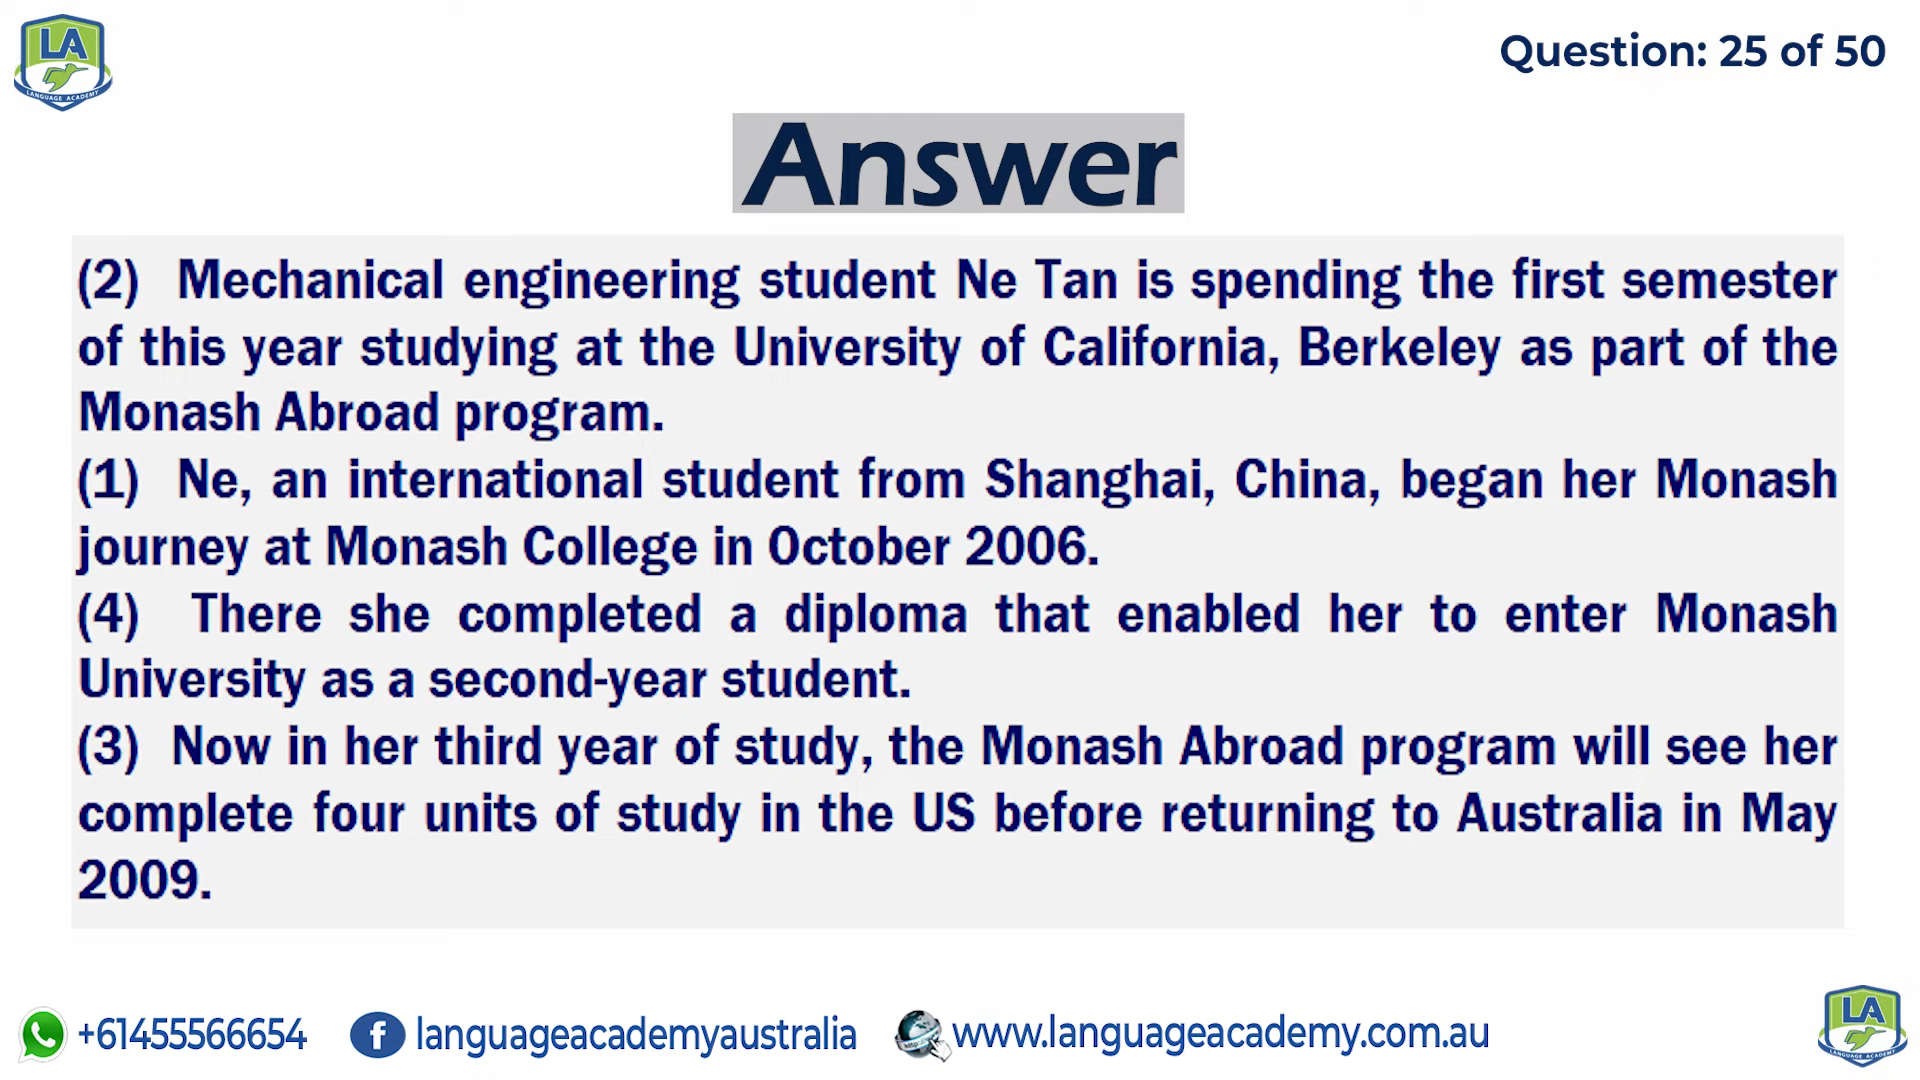 LA
LANGUAGE ACADEMY
Question: 25 of 50
Answer
(2) Mechanical engineering student Ne Tan is spending the first semester
of this year studying at the University of California, Berkeley as part of the
Monash Abroad program.
(1) Ne, an international student from Shanghai, China, began her Monash
journey at Monash College in October 2006.
(4) There she completed a diploma that enabled her to enter Monash
University as a second-year student.
(3) Now in her third year of study, the Monash Abroad program will see her
complete four units of study in the US before returning to Australia in May
2009.
+61455566654
f languageacademyaustralia
www.languageacademy.com.au
LA
LANGUAGE ACADEMY